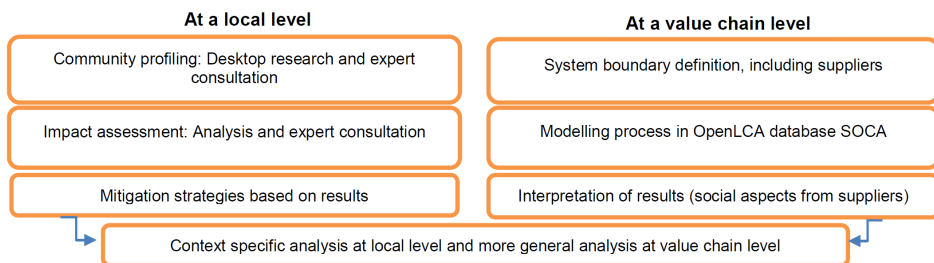 At a local level
Community profiling: Desktop research and expert
consultation
Impact assessment: Analysis and expert consultation
Mitigation strategies based on results
At a value chain level
System boundary definition, including suppliers
Modelling process in OpenLCA database SOCA
Interpretation of results (social aspects from suppliers)
Context specific analysis at local level and more general analysis at value chain level